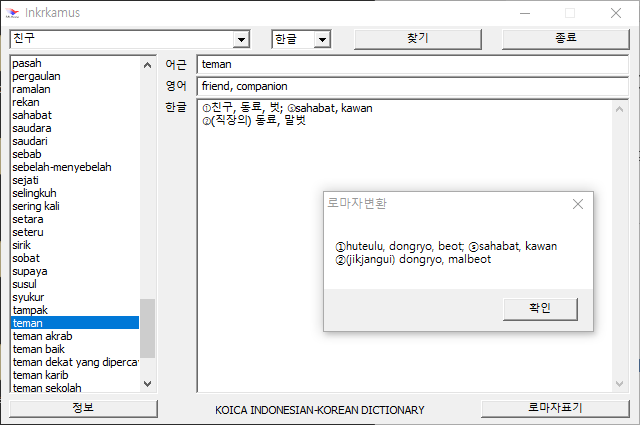 Inkrkamus
친구
한글
찾기
종료
pasah
pergaulan
ramalan
rekan
sahabat
saudara
saudari
sebab
sebelah-menyebelah
sejati
selingkuh
sering kali
setara
seteru
sirik
sobat
supaya
susul
syukur
tampak
teman
teman akrab
teman baik
teman dekat yang dipercay
teman karib
teman sekolah
어근
teman
영어
friend, companion
한글
①친구, 동료, 벗; ⓢsahabat, kawan
②(직장의) 동료, 말벗
로마자변환
①huteulu, dongryo, beot; ⓢsahabat, kawan
②(jikjangui) dongryo, malbeot
확인
정보
KOICA INDONESIAN-KOREAN DICTIONARY
로마자표기